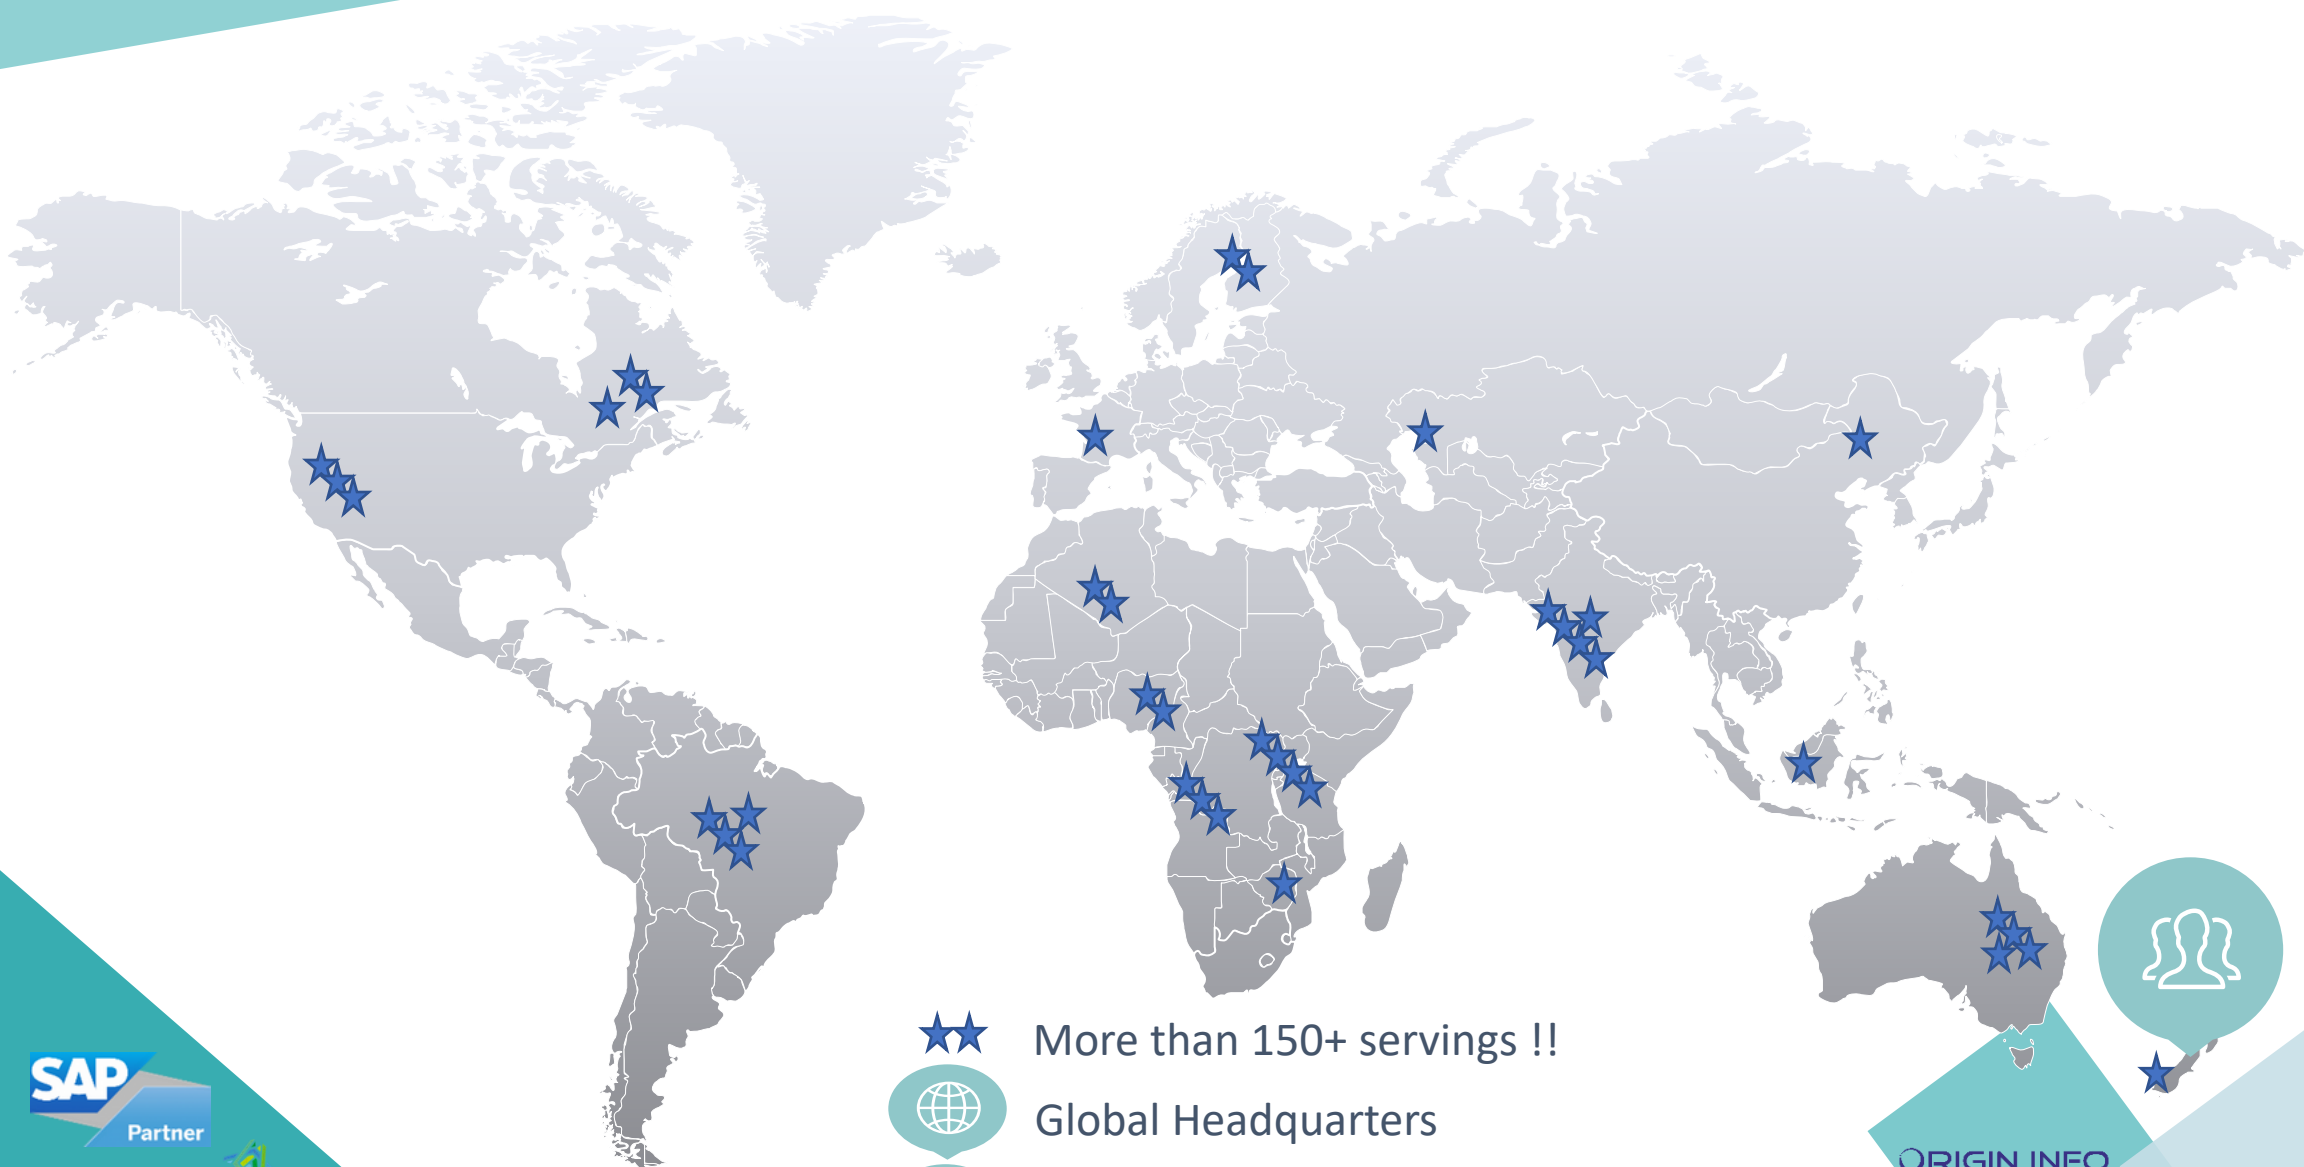 More than 150+ servings !!
Global Headquarters
SAP
Partner
ORIGIN INFO